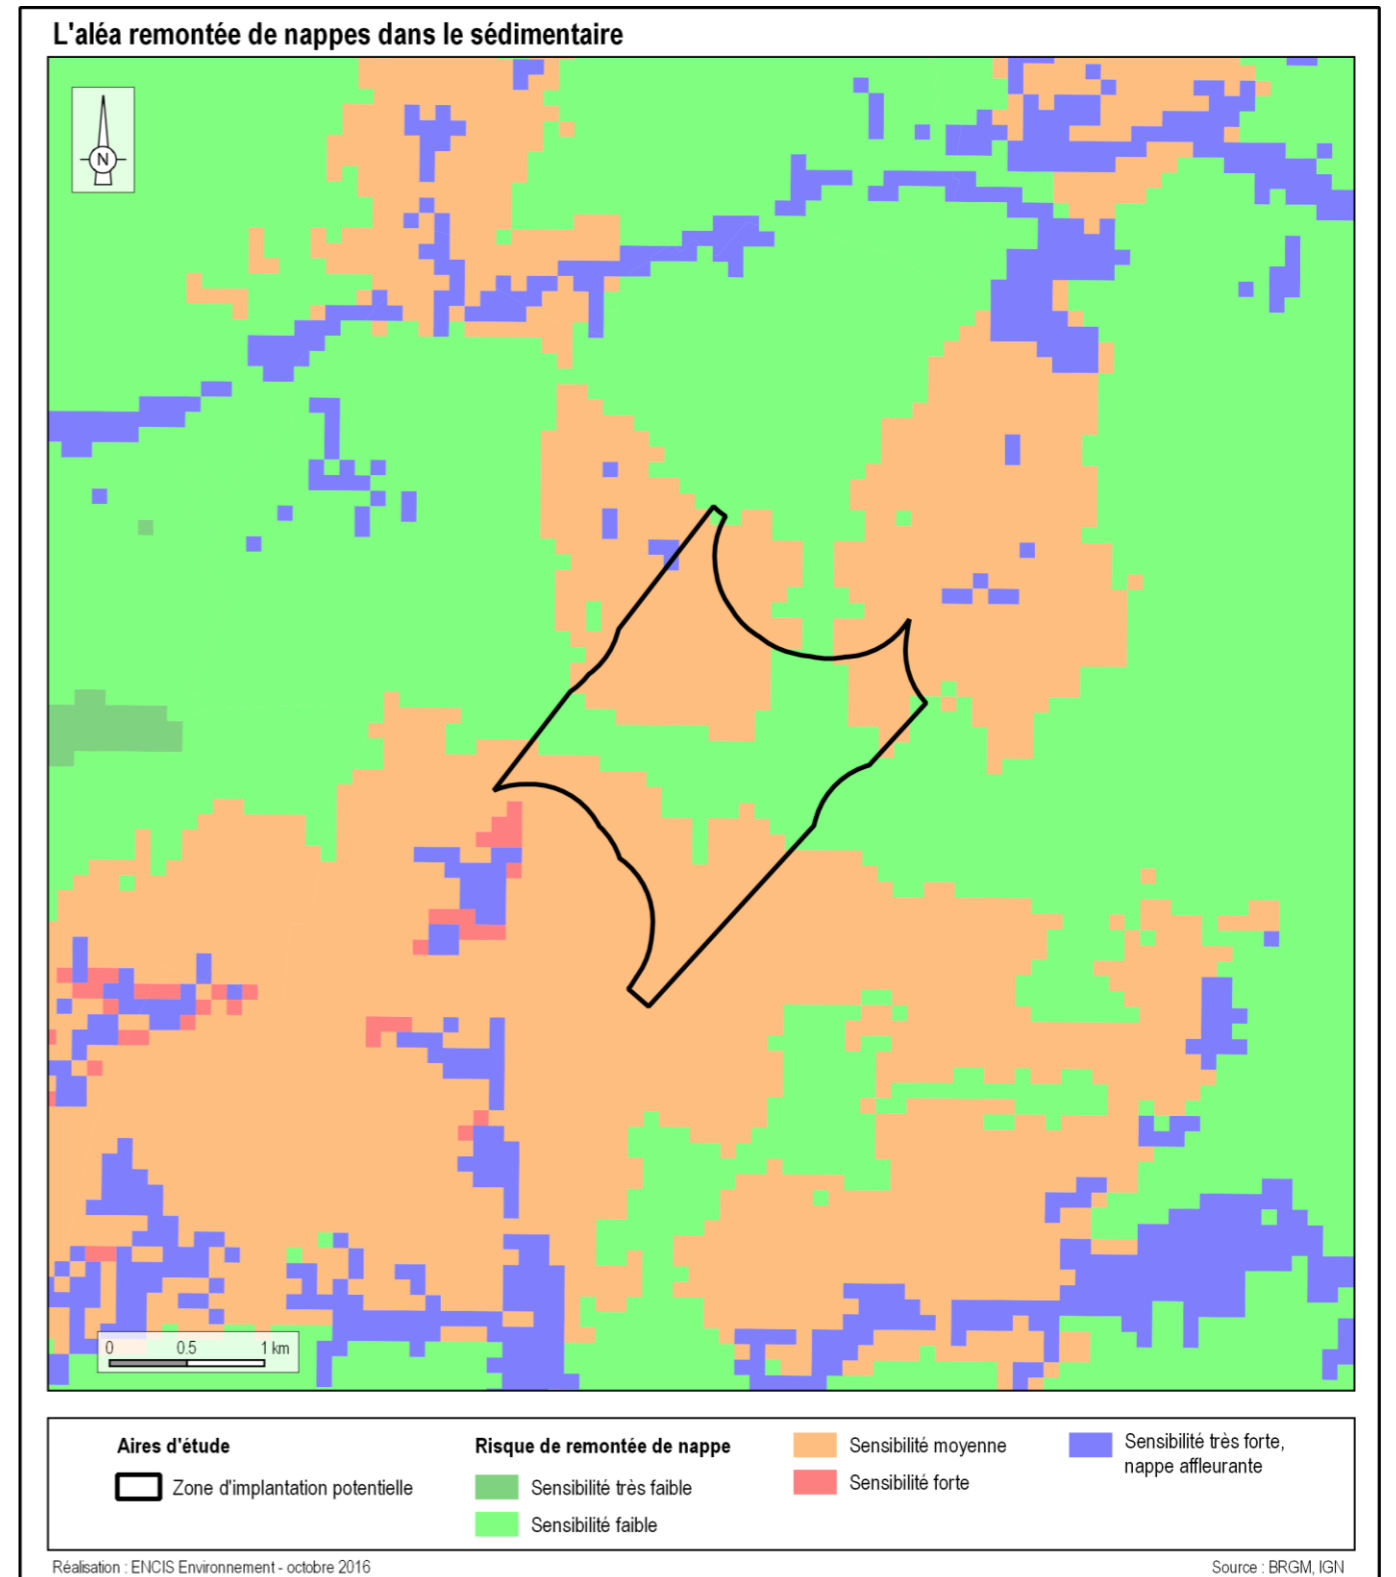 L'aléa remontée de nappes dans le sédimentaire
N
0 0.5 1 km
Aires d'étude
Zone d'implantation potentielle
Risque de remontée de nappe
Sensibilité très faible
Sensibilité faible
Sensibilité moyenne
Sensibilité forte
Sensibilité très forte,
nappe affleurante
Réalisation : ENCIS Environnement - octobre 2016
Source : BRGM, IGN